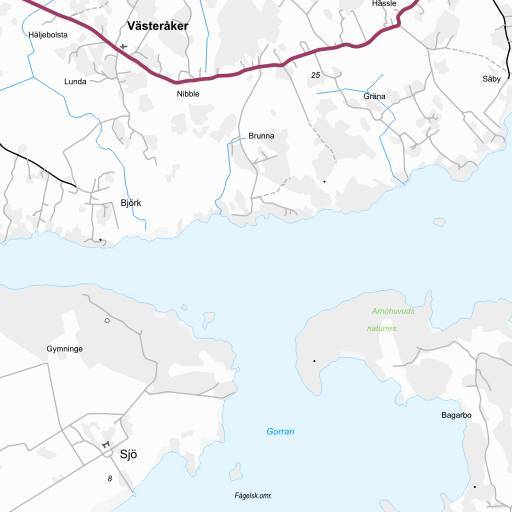 Hässle
Västeråker
Häljebolsta
Lunda
25
Säby
Nibble
Gräna
Brunna
Björk
Arnöhuvuds
naturres.
Gymninge
Bagarbo
Gorran
Sjö
8
Fågelsk.omr.